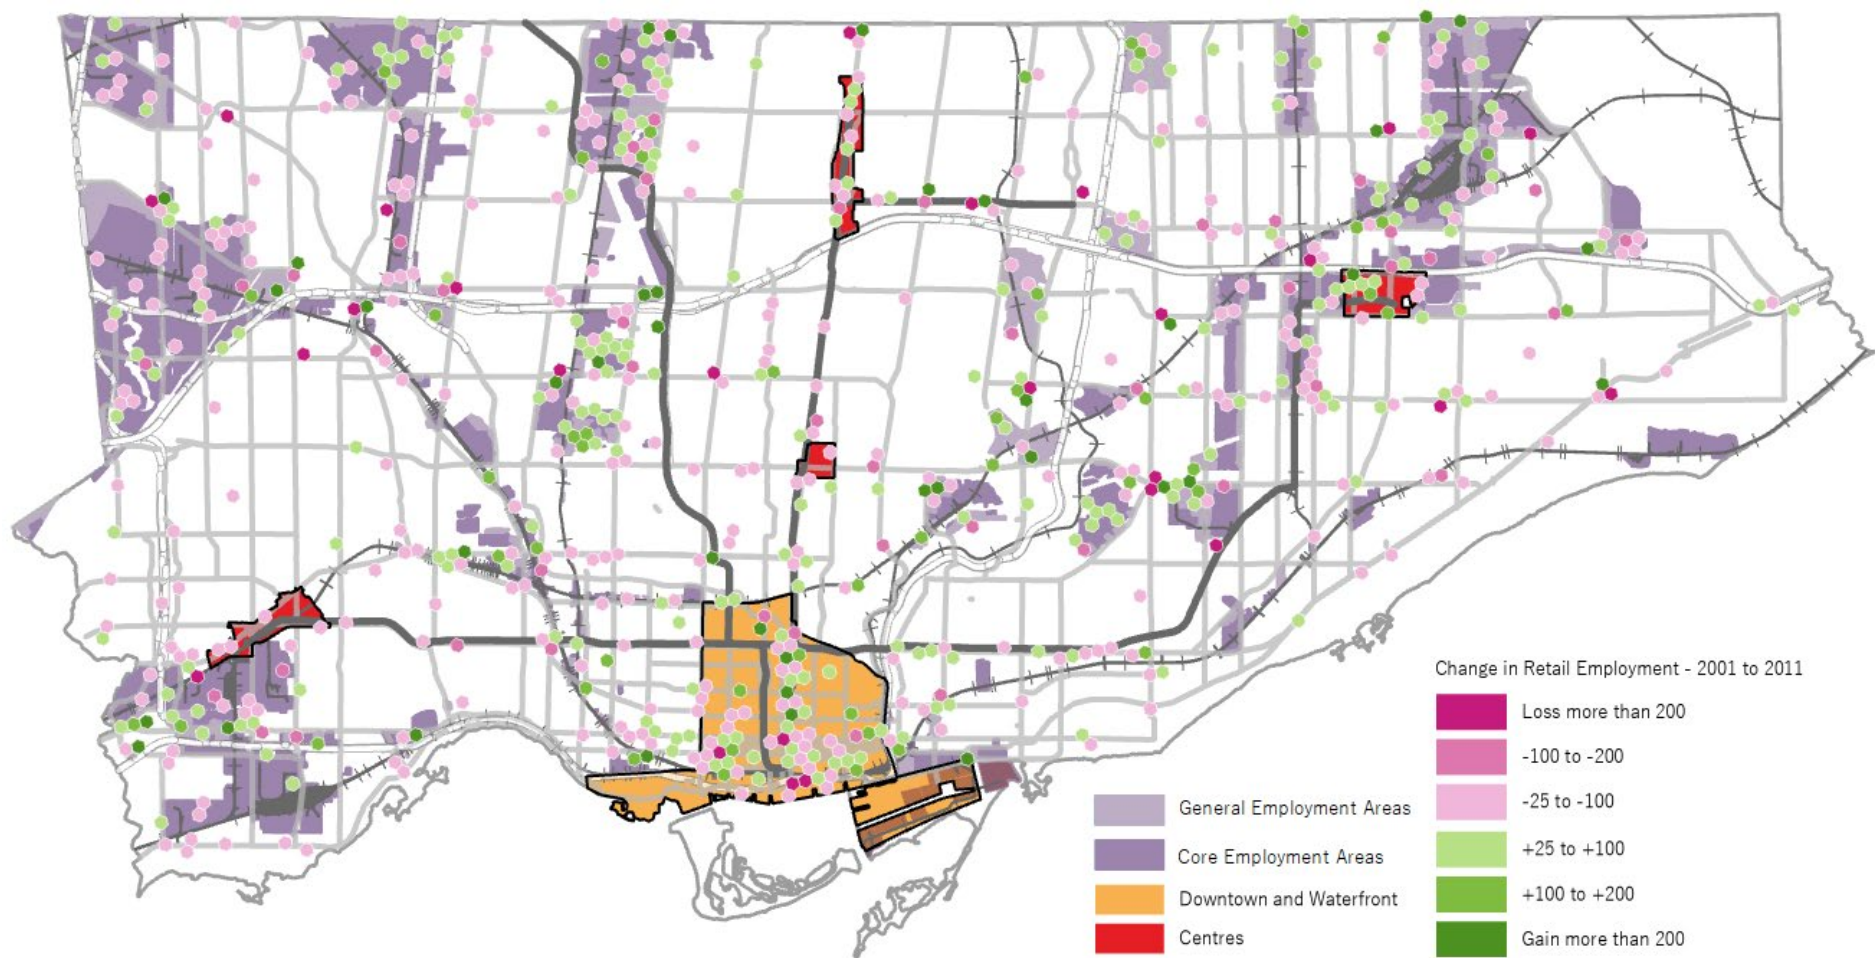 Change in Retail Employment - 2001 to 2011
Loss more than 200
-100 to -200
-25 to -100
+25 to +100
+100 to +200
Gain more than 200
General Employment Areas
Core Employment Areas
Downtown and Waterfront
Centres